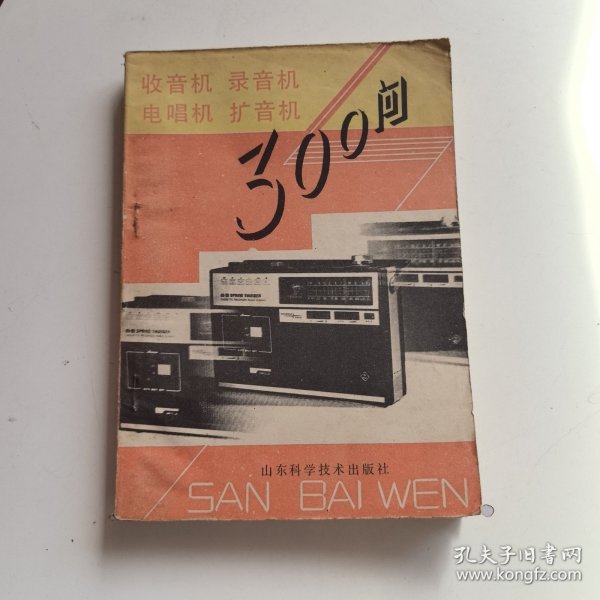 收音机 录音机
电唱机 扩音机
300问
山东科学技术出版社
SAN BAI WEN
孔夫子旧书网
www.kongfz.com